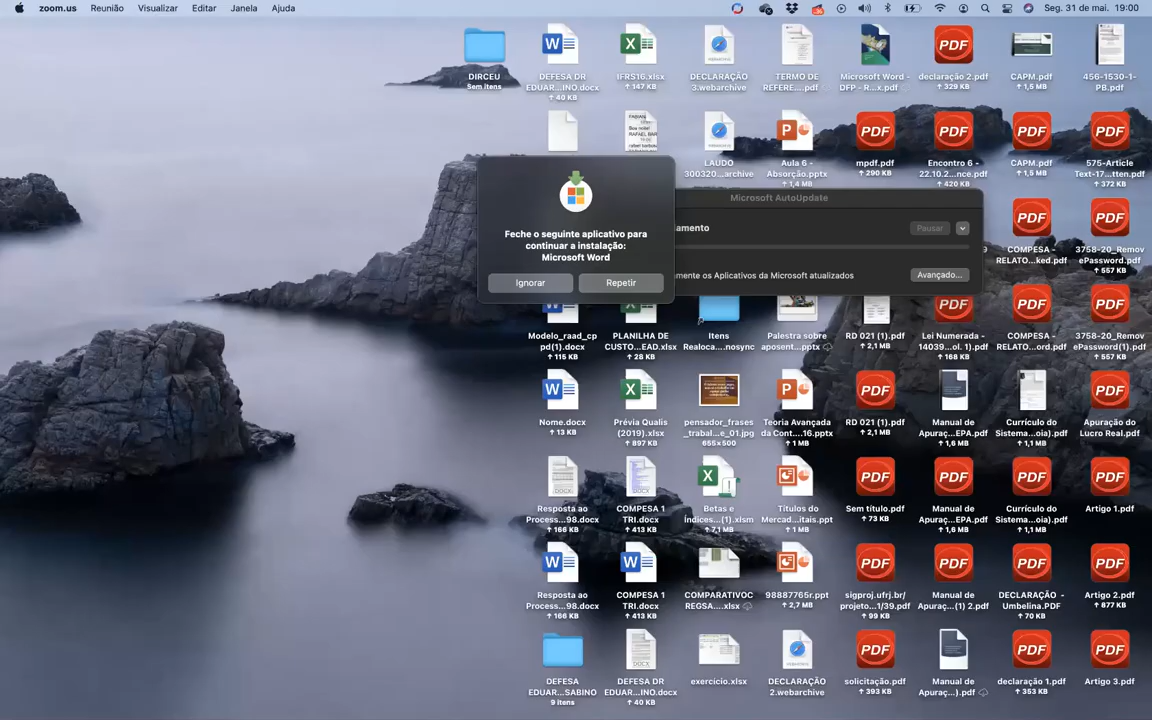 zoom.us Reunião Visualizar Editar Janela Ajuda
36
Seg. 31 de mai. 19:00
DIRCEU
Sem itens
DEFESA DR
EDUAR...INO.docx
↑ 40 KB
IFRS16.xlsx
↑ 147 KB
DECLARAÇÃO
3.webarchive
TERMO DE
REFERE....pdf
Microsoft Word -
DFP - R...x.pdf
declaração 2.pdf
↑ 329 KB
CAPM.pdf
↑ 1,5 MB
456-1530-1-
PB.pdf
LAUDO
300320...archive
Aula 6 -
Absorção.pptx
↑ 1,4 MB
mpdf.pdf
↑ 290 KB
Encontro 6 -
22.10.2...nce.pdf
↑ 420 KB
CAPM.pdf
↑ 1,5 MB
575-Article
Text-17...tten.pdf
↑ 372 KB
Feche o seguinte aplicativo para
continuar a instalação:
Microsoft Word
Ignorar
Repetir
Microsoft AutoUpdate
amento
Pausar
mente os Aplicativos da Microsoft atualizados
Avançado...
COMPESA -
RELATO...ked.pdf
3758-20_Remov
ePassword.pdf
↑ 557 KB
Modelo_raad_cp
pd(1).docx
↑ 115 KB
PLANILHA DE
CUSTO...EAD.xlsx
↑ 28 KB
Itens
Realoca....nosync
Palestra sobre
aposent...pptx
RD 021 (1).pdf
↑ 2,1 MB
Lei Numerada -
14039...ol. 1).pdf
↑ 168 KB
COMPESA -
RELATO...ord.pdf
3758-20_Remov
ePassword(1).pdf
↑ 557 KB
Nome.docx
↑ 13 KB
Prévia Qualis
(2019).xlsx
↑ 897 KB
pensador_frases
_trabal...e_01.jpg
655×500
Teoria Avançada
da Cont....16.pptx
↑ 1 MB
RD 021 (1).pdf
↑ 2,1 MB
Manual de
Apuraç...EPA.pdf
↑ 1,6 MB
Currículo do
Sistema...oia).pdf
↑ 1,1 MB
Apuração do
Lucro Real.pdf
Resposta ao
Process...98.docx
↑ 166 KB
COMPESA 1
TRI.docx
↑ 413 KB
Betas e
Índices...(1).xlsm
↑ 7,1 MB
Títulos do
Mercad...itais.ppt
↑ 1 MB
Sem título.pdf
↑ 73 KB
Manual de
Apuraç...EPA.pdf
↑ 1,6 MB
Currículo do
Sistema...oia).pdf
↑ 1,1 MB
Artigo 1.pdf
Resposta ao
Process...98.docx
↑ 166 KB
COMPESA 1
TRI.docx
↑ 413 KB
COMPARATIVOC
REGSA....xlsx
98887765r.ppt
↑ 2,7 MB
sigproj.ufrj.br/
projeto...1/39.pdf
↑ 99 KB
Manual de
Apuraç...(1) 2.pdf
↑ 1,6 MB
DECLARAÇÃO -
Umbelina.PDF
↑ 70 KB
Artigo 2.pdf
↑ 877 KB
DEFESA
EDUAR...SABINO
9 itens
DEFESA DR
EDUAR...INO.docx
↑ 40 KB
exercício.xlsx
DECLARAÇÃO
2.webarchive
solicitação.pdf
↑ 393 KB
Manual de
Apuraç...).pdf
declaração 1.pdf
↑ 353 KB
Artigo 3.pdf